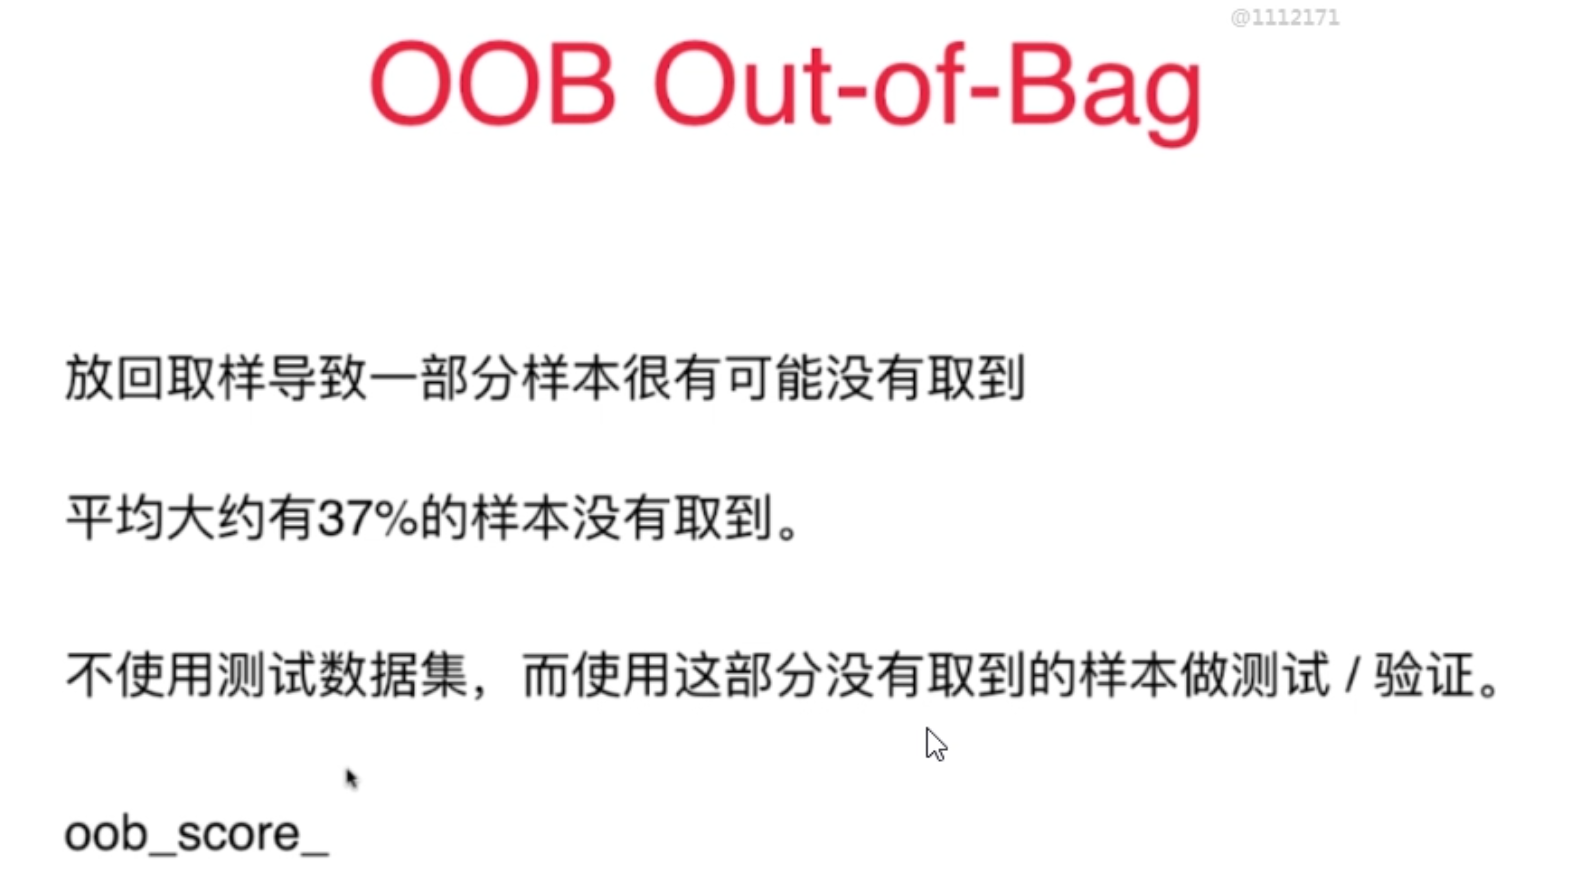 @1112171
OOB Out-of-Bag
放回取样导致一部分样本很有可能没有取到
平均大约有37%的样本没有取到。
不使用测试数据集，而使用这部分没有取到的样本做测试 / 验证。
oob_score_